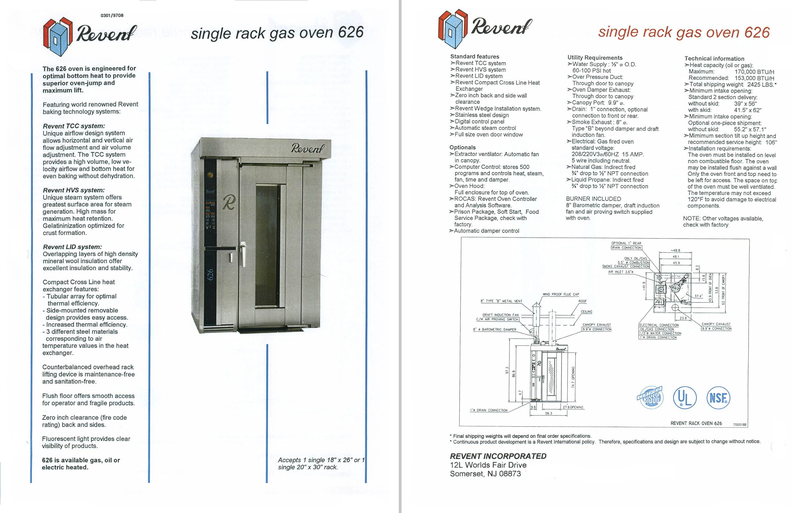 0301/9708
Revent
single rack gas oven 626
The 626 oven is engineered for
optimal bottom heat to provide
superior oven-jump and
maximum lift.
Featuring world renowned Revent
baking technology systems:
Revent TCC system:
Unique airflow design system
allows horizontal and vertical air
flow adjustment and air volume
adjustment. The TCC system
provides a high volume, low ve-
locity airflow and bottom heat for
even baking without dehydration.
Revent HVS system:
Unique steam system offers
greatest surface area for steam
generation. High mass for
maximum heat retention.
Gelatininization optimized for
crust formation.
Revent LID system:
Overlapping layers of high density
mineral wool insulation offer
excellent insulation and stability.
Compact Cross Line heat
exchanger features:
- Tubular array for optimal
thermal efficiency.
- Side-mounted removable
design provides easy access.
- Increased thermal efficiency.
- 3 different steel materials
corresponding to air
temperature values in the heat
exchanger.
Counterbalanced overhead rack
lifting device is maintenance-free
and sanitation-free.
Flush floor offers smooth access
for operator and fragile products.
Zero inch clearance (fire code
rating) back and sides.
Fluorescent light provides clear
visibility of products.
626 is available gas, oil or
electric heated.
Revent
R
626
Accepts 1 single 18" x 26" or 1
single 20" x 30" rack.
Revent
single rack gas oven 626
Standard features
➢Revent TCC system
➢Revent HVS system
➢Revent LID system
➢Revent Compact Cross Line Heat
Exchanger
➢Zero inch back and side wall
clearance
➢Revent Wedge Installation system.
➢Stainless steel design
➢Digital control panel
➢Automatic steam control
➢Full size oven door window
Optionals
➢Extractor ventilator: Automatic fan
in canopy.
➢Computer Control: stores 500
programs and controls heat, steam,
fan, time and damper.
➢Oven Hood:
Full enclosure for top of oven.
➢ROCAS: Revent Oven Controller
and Analysis Software.
➢Prison Package, Soft Start, Food
Service Package, check with
factory.
➢Automatic damper control
Utility Requirements
➢Water Supply : ½" ø O.D.
60-100 PSI hot
➢Over Pressure Duct:
Through door to canopy
➢Oven Damper Exhaust:
Through door to canopy
➢Canopy Port: 9.9" ø.
➢Drain: 1" connection, optional
connection to front or rear.
➢Smoke Exhaust : 8" ø.
Type "B" beyond damper and draft
induction fan.
➢Electrical: Gas fired oven
standard voltage:
208/220V3ø/60HZ 15 AMP.
5 wire including neutral.
➢Natural Gas: Indirect fired
¾" drop to ½" NPT connection
➢Liquid Propane: Indirect fired
¾" drop to ½" NPT connection
BURNER INCLUDED
8" Barometric damper, draft induction
fan and air proving switch supplied
with oven.
Technical information
➢Heat capacity (oil or gas):
Maximum: 170,000 BTU/H
Recommended: 153,000 BTU/H
➢Total shipping weight: 2425 LBS.*
➢Minimum intake opening:
Standard 2 section delivery:
without skid: 39" x 56"
with skid: 41.5" x 62"
➢Minimum intake opening:
Optional one-piece shipment:
without skid: 55.2" x 57.1"
➢Minimum section tilt up height and
recommended service height: 106"
➢Installation requirements:
The oven must be installed on level
non combustible floor. The oven
may be installed flush against a wall
Only the oven front and top need to
be left for access. The space on top
of the oven must be well ventilated.
The temperature may not exceed
120°F to avoid damage to electrical
components.
NOTE: Other voltages available,
check with factory.
OPTIONAL 1" REAR
DRAIN CONNECTION
CANOPY EXHAUST
9.9"ø CONNECTION
WIND PROOF FLUE CAP
8" TYPE "B" METAL VENT
ROOF
DRAFT INDUCTION FAN
CEILING
8" ø BAROMETRIC DAMPER
CANOPY EXHAUST
9.9"ø CONNECTION
Revent
1"ø DRAIN CONNECTION
UL
NSF
REVENT RACK OVEN 626
* Final shipping weights will depend on final order specifications.
* Continuous product development is a Revent International policy. Therefore, specifications and design are subject to change without notice.
REVENT INCORPORATED
12L Worlds Fair Drive
Somerset, NJ 08873